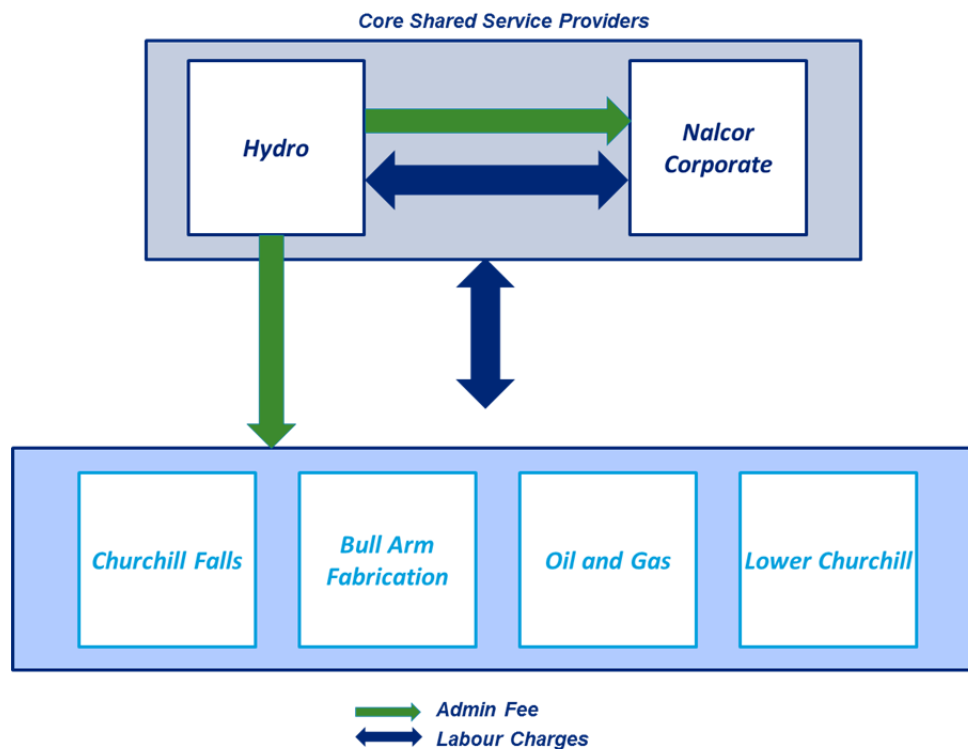 Core Shared Service Providers
Hydro
Nalcor
Corporate
Churchill Falls
Bull Arm
Fabrication
Oil and Gas
Lower Churchill
Admin Fee
Labour Charges